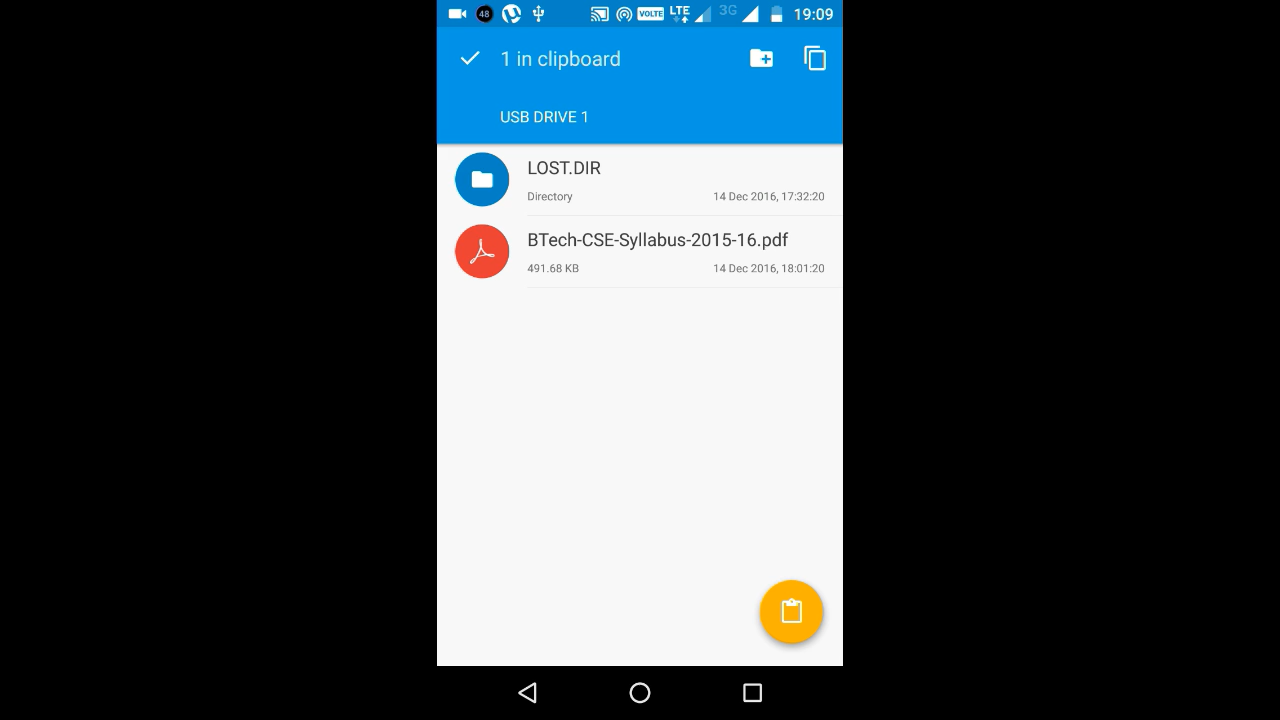 48 VOLTE LTE 3G 19:09
1 in clipboard
USB DRIVE 1
LOST.DIR
Directory 14 Dec 2016, 17:32:20
BTech-CSE-Syllabus-2015-16.pdf
491.68 KB 14 Dec 2016, 18:01:20